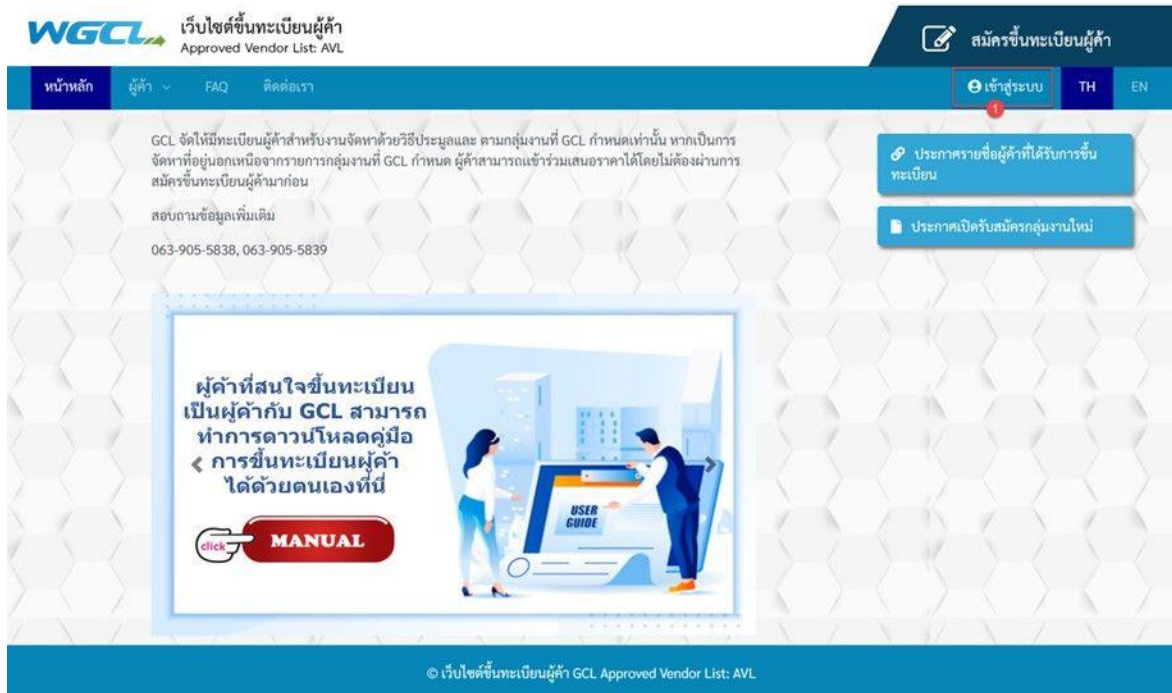 WGCL
เว็บไซต์ขึ้นทะเบียนผู้ค้า
Approved Vendor List: AVL
สมัครขึ้นทะเบียนผู้ค้า
หน้าหลัก ผู้ค้า FAQ ติดต่อเรา เข้าสู่ระบบ TH EN
1
GCL จัดให้มีทะเบียนผู้ค้าสำหรับงานจัดหาด้วยวิธีประมูลและ ตามกลุ่มงานที่ GCL กำหนดเท่านั้น หากเป็นการ
จัดหาที่อยู่นอกเหนือจากรายการกลุ่มงานที่ GCL กำหนด ผู้ค้าสามารถเข้าร่วมเสนอราคาได้โดยไม่ต้องผ่านการ
สมัครขึ้นทะเบียนผู้ค้ามาก่อน
สอบถามข้อมูลเพิ่มเติม
063-905-5838, 063-905-5839
ประกาศรายชื่อผู้ค้าที่ได้รับการขึ้น
ทะเบียน
ประกาศเปิดรับสมัครกลุ่มงานใหม่
ผู้ค้าที่สนใจขึ้นทะเบียน
เป็นผู้ค้ากับ GCL สามารถ
ทำการดาวน์โหลดคู่มือ
การขึ้นทะเบียนผู้ค้า
ได้ด้วยตนเองที่นี่
click
MANUAL
USER
GUIDE
© เว็บไซต์ขึ้นทะเบียนผู้ค้า GCL Approved Vendor List: AVL